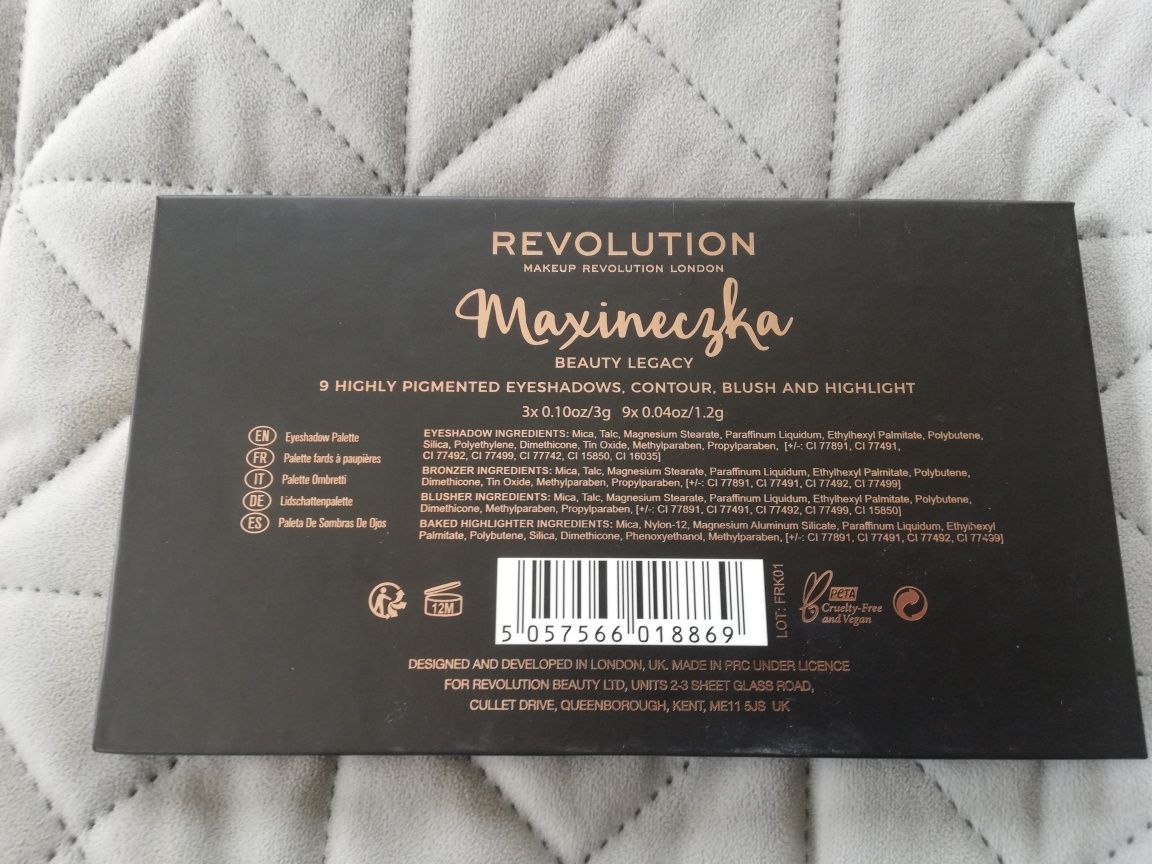 REVOLUTION
MAKEUP REVOLUTION LONDON
Maxineczka
BEAUTY LEGACY
9 HIGHLY PIGMENTED EYESHADOWS, CONTOUR, BLUSH AND HIGHLIGHT
3x 0.10oz/3g 9x 0.04oz/1.2g
EN Eyeshadow Palette
FR Palette fards à paupières
IT Palette Ombretti
DE Lidschattenpalette
ES Paleta De Sombras De Ojos
EYESHADOW INGREDIENTS: Mica, Talc, Magnesium Stearate, Paraffinum Liquidum, Ethylhexyl Palmitate, Polybutene,
Silica, Polyethylene, Dimethicone, Tin Oxide, Methylparaben, Propylparaben, [+/-: CI 77891, CI 77491,
CI 77492, CI 77499, CI 77742, CI 15850, CI 16035]
BRONZER INGREDIENTS: Mica, Talc, Magnesium Stearate, Paraffinum Liquidum, Ethylhexyl Palmitate, Polybutene,
Dimethicone, Tin Oxide, Methylparaben, Propylparaben, [+/-: CI 77891, CI 77491, CI 77492, CI 77499]
BLUSHER INGREDIENTS: Mica, Talc, Magnesium Stearate, Paraffinum Liquidum, Ethylhexyl Palmitate, Polybutene,
Dimethicone, Methylparaben, Propylparaben, [+/-: CI 77891, CI 77491, CI 77492, CI 77499, CI 15850]
BAKED HIGHLIGHTER INGREDIENTS: Mica, Nylon-12, Magnesium Aluminum Silicate, Paraffinum Liquidum, Ethylhexyl
Palmitate, Polybutene, Silica, Dimethicone, Phenoxyethanol, Methylparaben, [+/-: CI 77891, CI 77491, CI 77492, CI 77499]
12M
5 057566 018869
LOT: FRK01
PETA
Cruelty-Free
and Vegan
DESIGNED AND DEVELOPED IN LONDON, UK. MADE IN PRC UNDER LICENCE
FOR REVOLUTION BEAUTY LTD, UNITS 2-3 SHEET GLASS ROAD,
CULLET DRIVE, QUEENBOROUGH, KENT, ME11 5JS UK